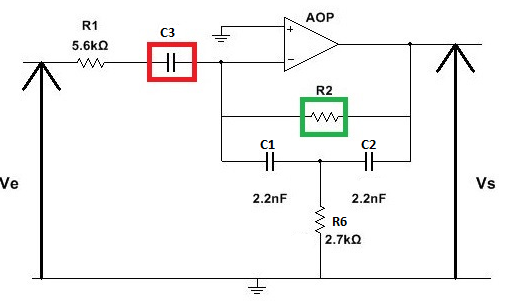 AOP
R1
5.6kΩ
C3
+
-
R2
C1
C2
2.2nF
2.2nF
Ve
Vs
R6
2.7kΩ